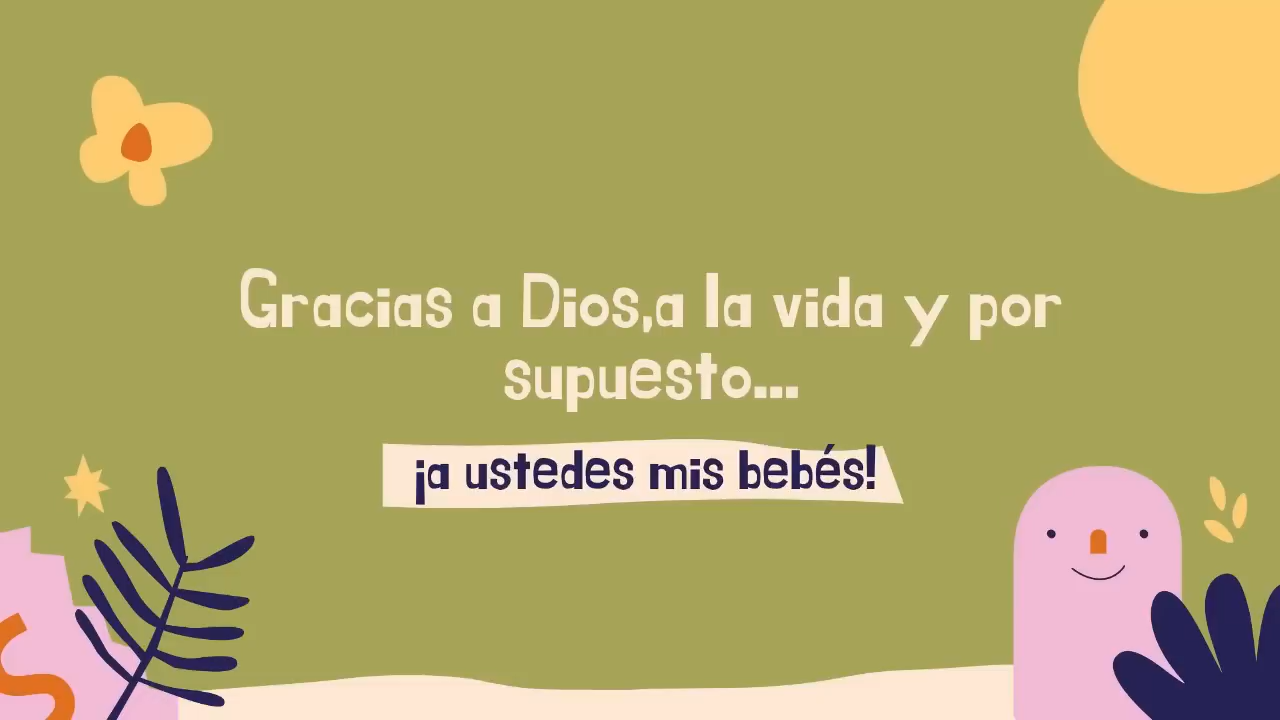 Gracias a Dios,a la vida y por
supuesto...
¡a ustedes mis bebés!